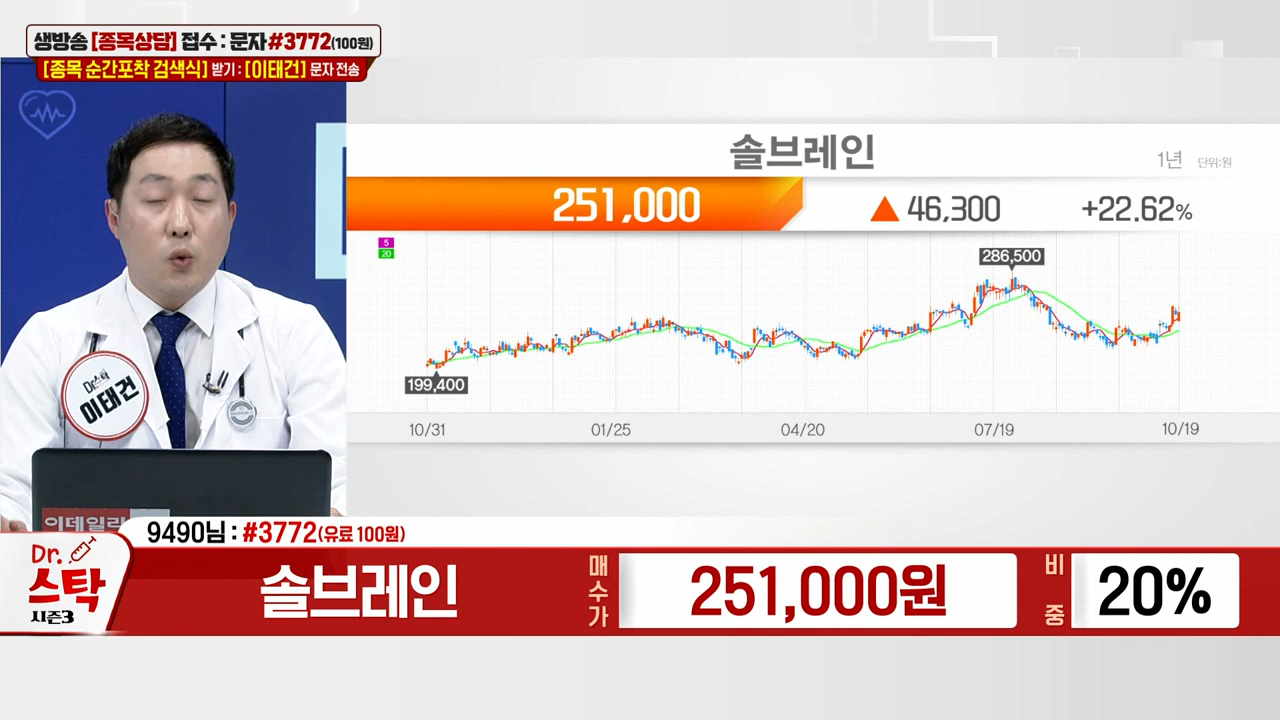 생방송 [종목상담] 접수 : 문자#3772(100원)
[종목 순간포착 검색식] 받기 : [이태건] 문자 전송
솔브레인
1년 단위:원
251,000 ▲ 46,300 +22.62%
5
20
286,500
199,400
10/31 01/25 04/20 07/19 10/19
Dr.스탁
이태건
이데일리
9490님 : #3772(유료 100원)
Dr.
스탁
시즌3
솔브레인 매수가 251,000원 비중 20%